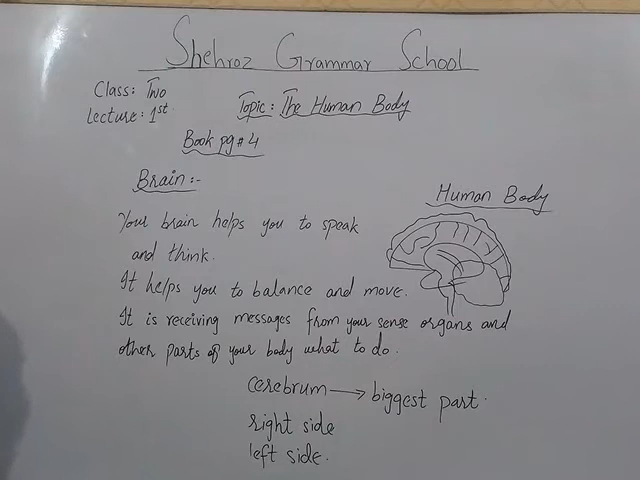 Shehroz Grammar School
Class: Two
Lecture: 1st
Topic: The Human Body
Book pg # 4
Brain :-
Human Body
Your brain helps you to speak
and think.
It helps you to balance and move.
It is receiving messages from your sense organs and
other parts of your body what to do.
cerebrum → biggest part.
right side
left side.